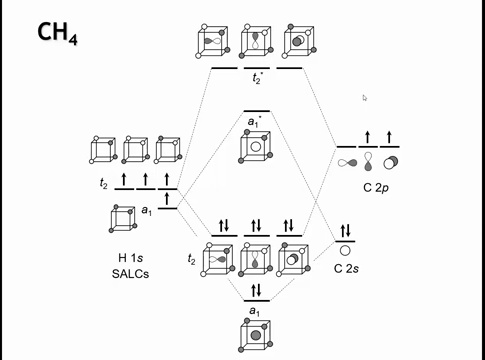 CH4
t2*
a1*
t2
a1
H 1s
SALCs
C 2p
t2
C 2s
a1